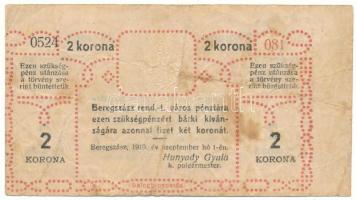 0524 2 korona 2 korona 081
Ezen szükség-
pénz utánzása
a törvény sze-
rint büntettetik.
Ezen szükség-
pénz utánzása
a törvény sze-
rint büntettetik.
Beregszász rend. t. város pénztára
ezen szükségpénzért bárki kiván-
ságára azonnal fizet két koronát.
Beregszász, 1919. év szeptember hó 1-én.
Hunyady Gyula
h. polgármester.
2
KORONA
2
KORONA